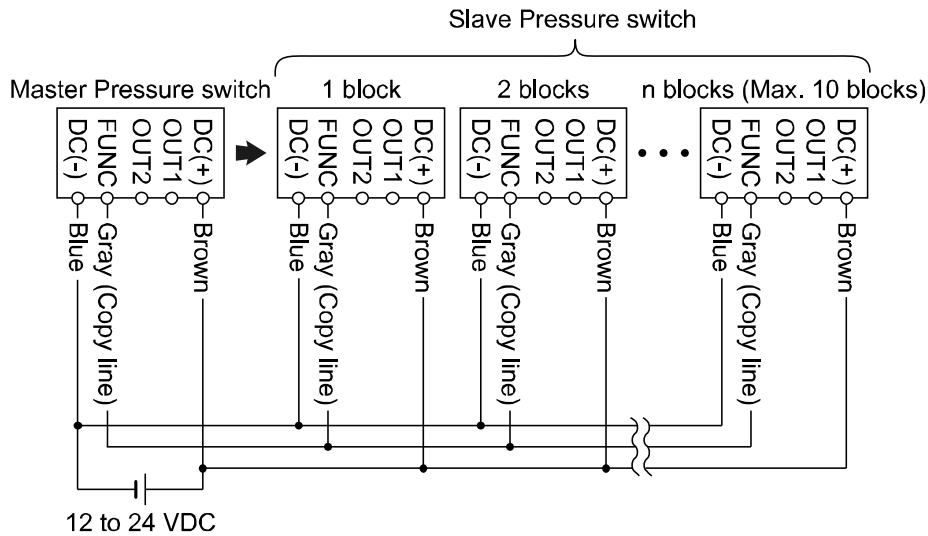 Slave Pressure switch
Master Pressure switch
1 block
2 blocks
n blocks (Max. 10 blocks)
DC(-)
FUNC
OUT2
OUT1
DC(+)
DC(-)
FUNC
OUT2
OUT1
DC(+)
DC(-)
FUNC
OUT2
OUT1
DC(+)
DC(-)
FUNC
OUT2
OUT1
DC(+)
Blue
Gray (Copy line)
Brown
Blue
Gray (Copy line)
Brown
Blue
Gray (Copy line)
Brown
Blue
Gray (Copy line)
Brown
12 to 24 VDC